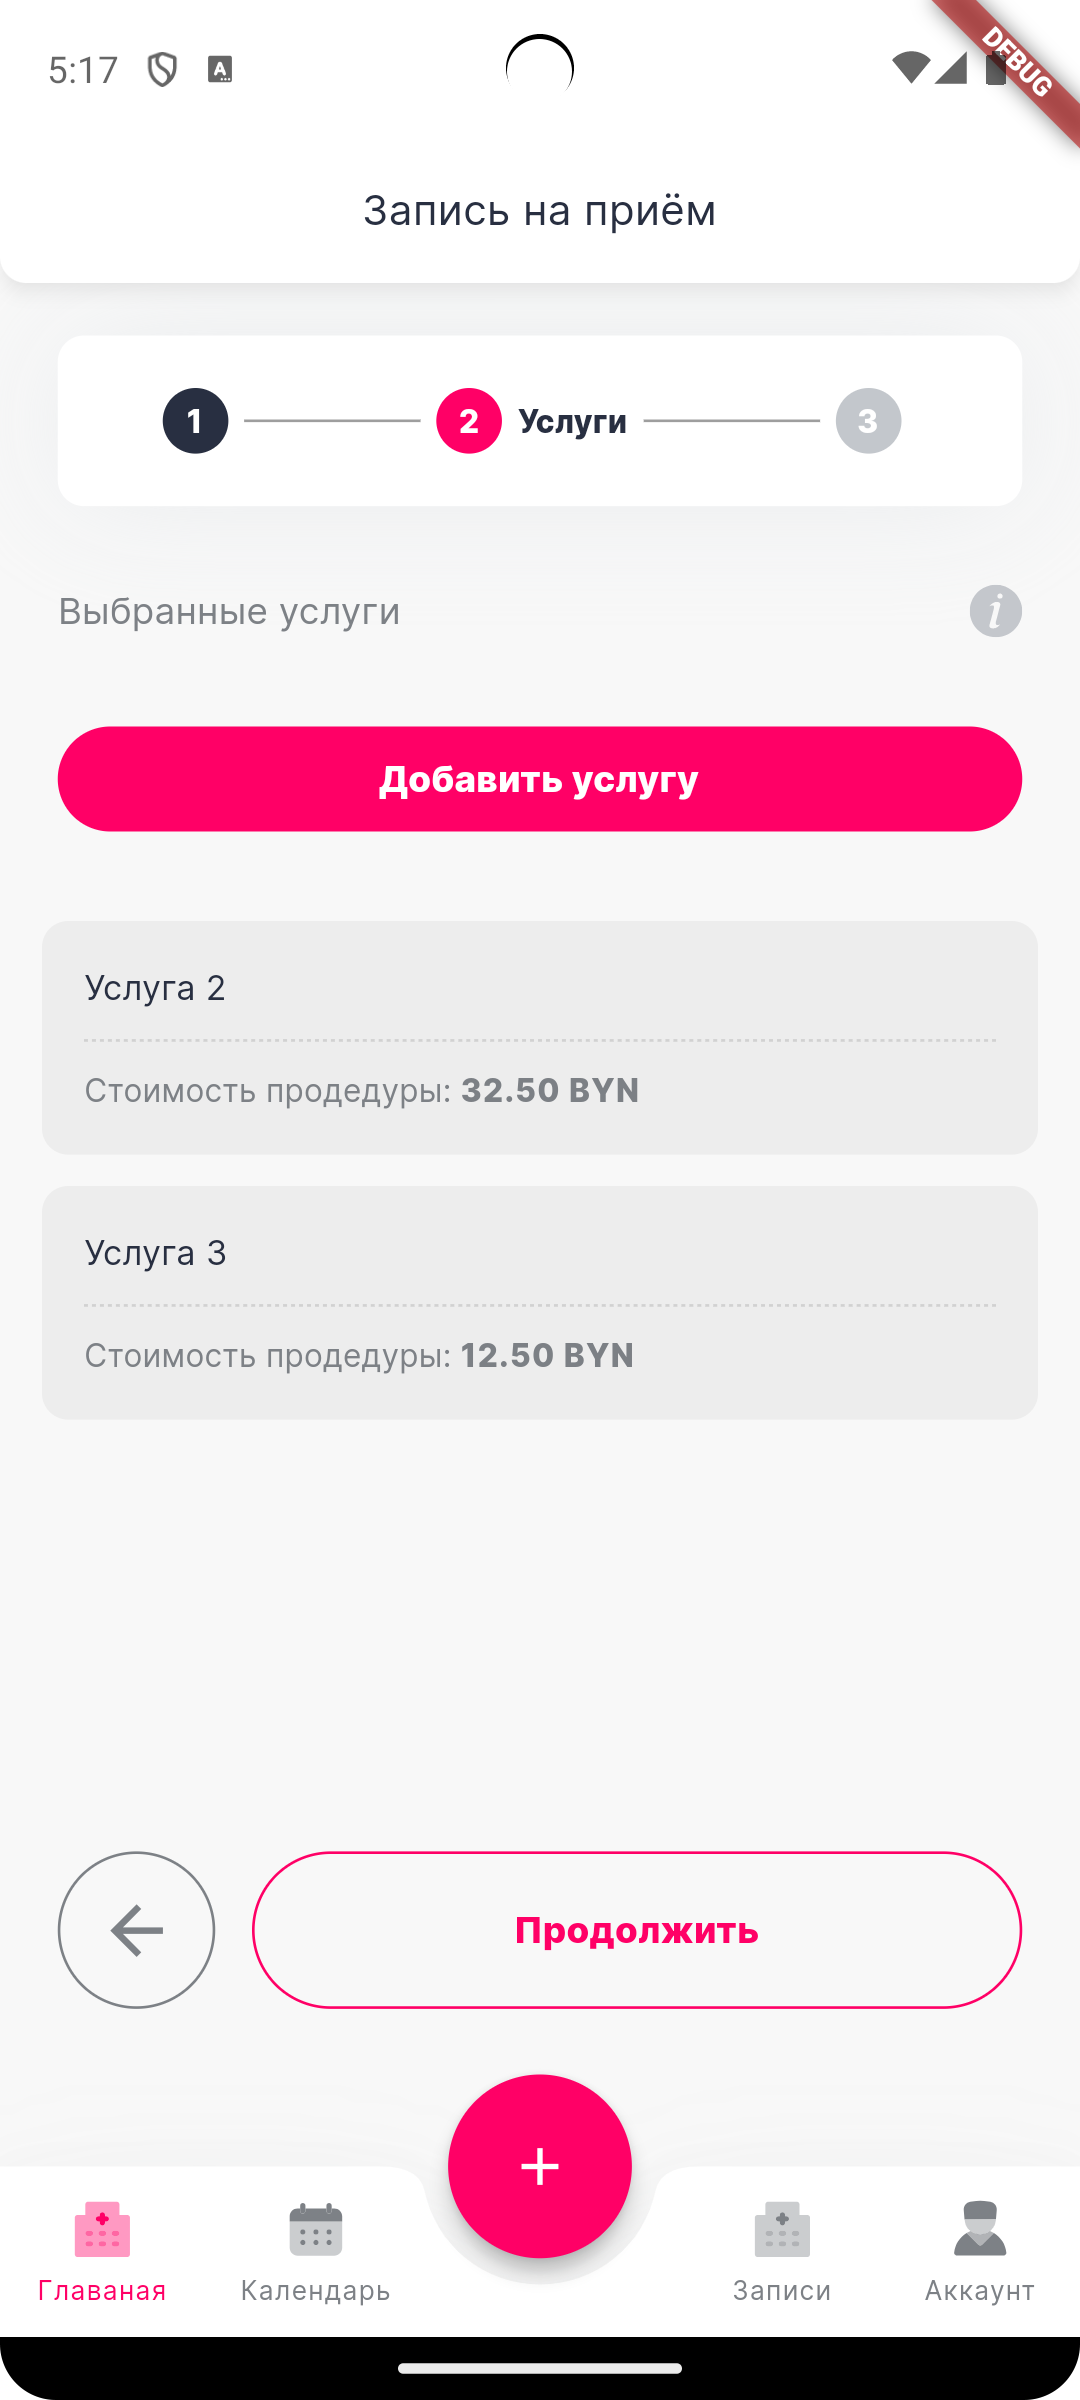 5:17
DEBUG
Запись на приём
1 2 Услуги 3
Выбранные услуги
Добавить услугу
Услуга 2
Стоимость продедуры: 32.50 BYN
Услуга 3
Стоимость продедуры: 12.50 BYN
Продолжить
Главаная Календарь Записи Аккаунт